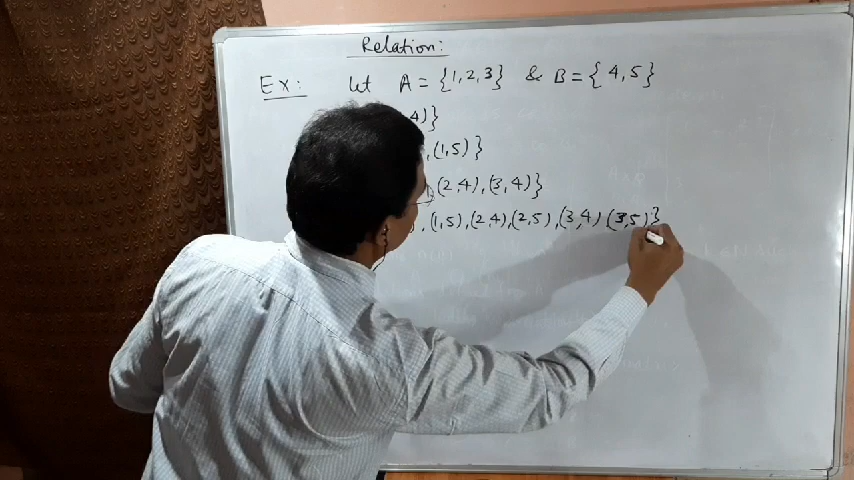 Relation:
Ex: Let A = {1,2,3} & B = {4,5}
4)}
,(1,5)}
(2,4),(3,4)}
,(1,5),(2,4),(2,5),(3,4)(3,5)}